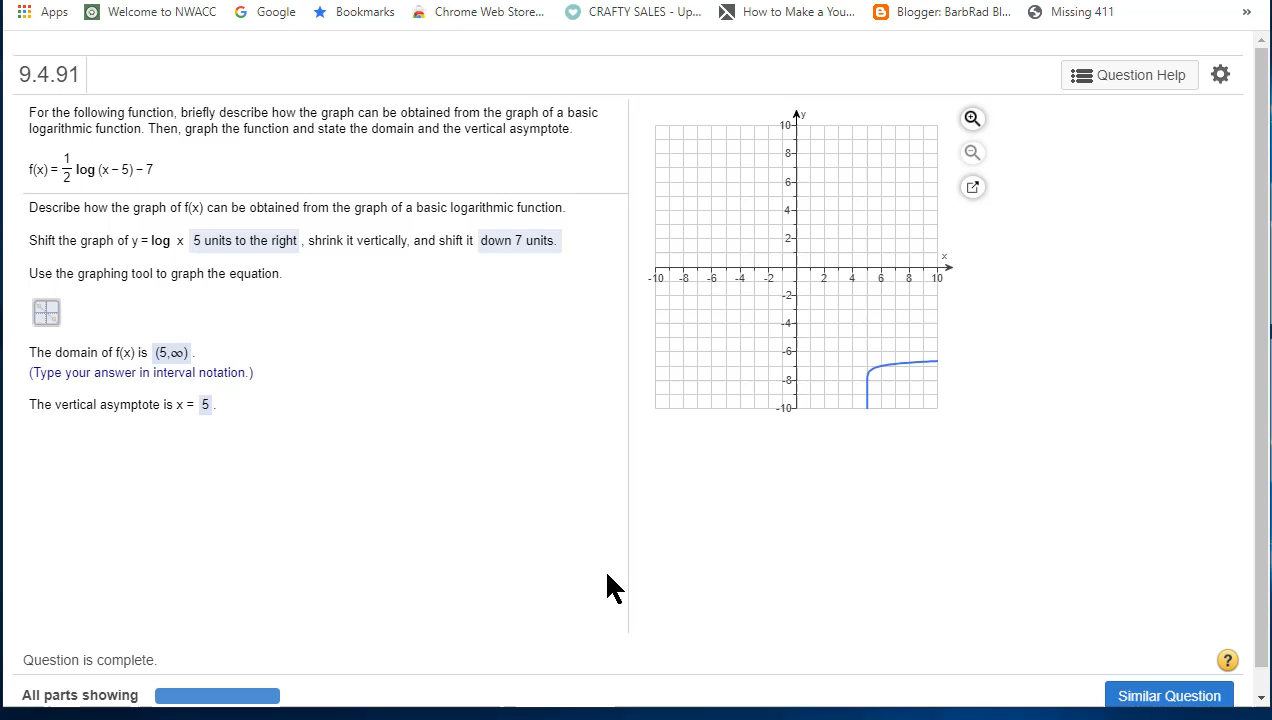 Apps Welcome to NWACC Google Bookmarks Chrome Web Store... CRAFTY SALES - Up... How to Make a You... Blogger: BarbRad Bl... Missing 411 »
9.4.91
Question Help
For the following function, briefly describe how the graph can be obtained from the graph of a basic
logarithmic function. Then, graph the function and state the domain and the vertical asymptote.
f(x) = 1/2 log (x − 5) − 7
Describe how the graph of f(x) can be obtained from the graph of a basic logarithmic function.
Shift the graph of y = log x 5 units to the right , shrink it vertically, and shift it down 7 units.
Use the graphing tool to graph the equation.
The domain of f(x) is (5,∞) .
(Type your answer in interval notation.)
The vertical asymptote is x = 5 .
y
10
8
6
4
2
x
-10 -8 -6 -4 -2 2 4 6 8 10
-2
-4
-6
-8
-10
Question is complete.
?
All parts showing
Similar Question